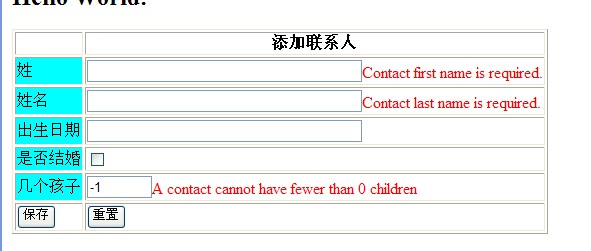 Hello World!
添加联系人
姓 Contact first name is required.
姓名 Contact last name is required.
出生日期
是否结婚
几个孩子 -1 A contact cannot have fewer than 0 children
保存 重置